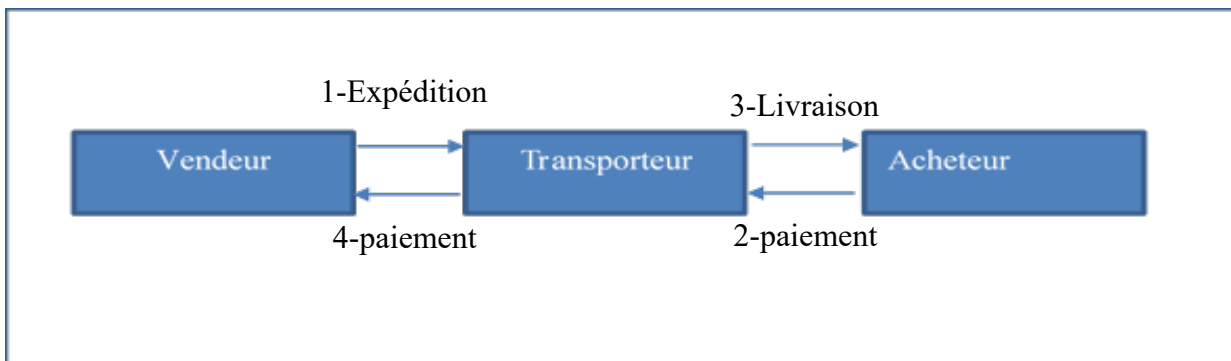 1-Expédition
3-Livraison
Vendeur
Transporteur
Acheteur
4-paiement
2-paiement